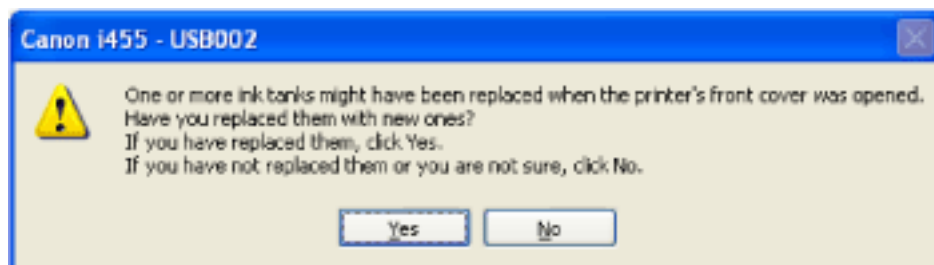 Canon i455 - USB002
One or more ink tanks might have been replaced when the printer's front cover was opened.
Have you replaced them with new ones?
If you have replaced them, click Yes.
If you have not replaced them or you are not sure, click No.
Yes
No